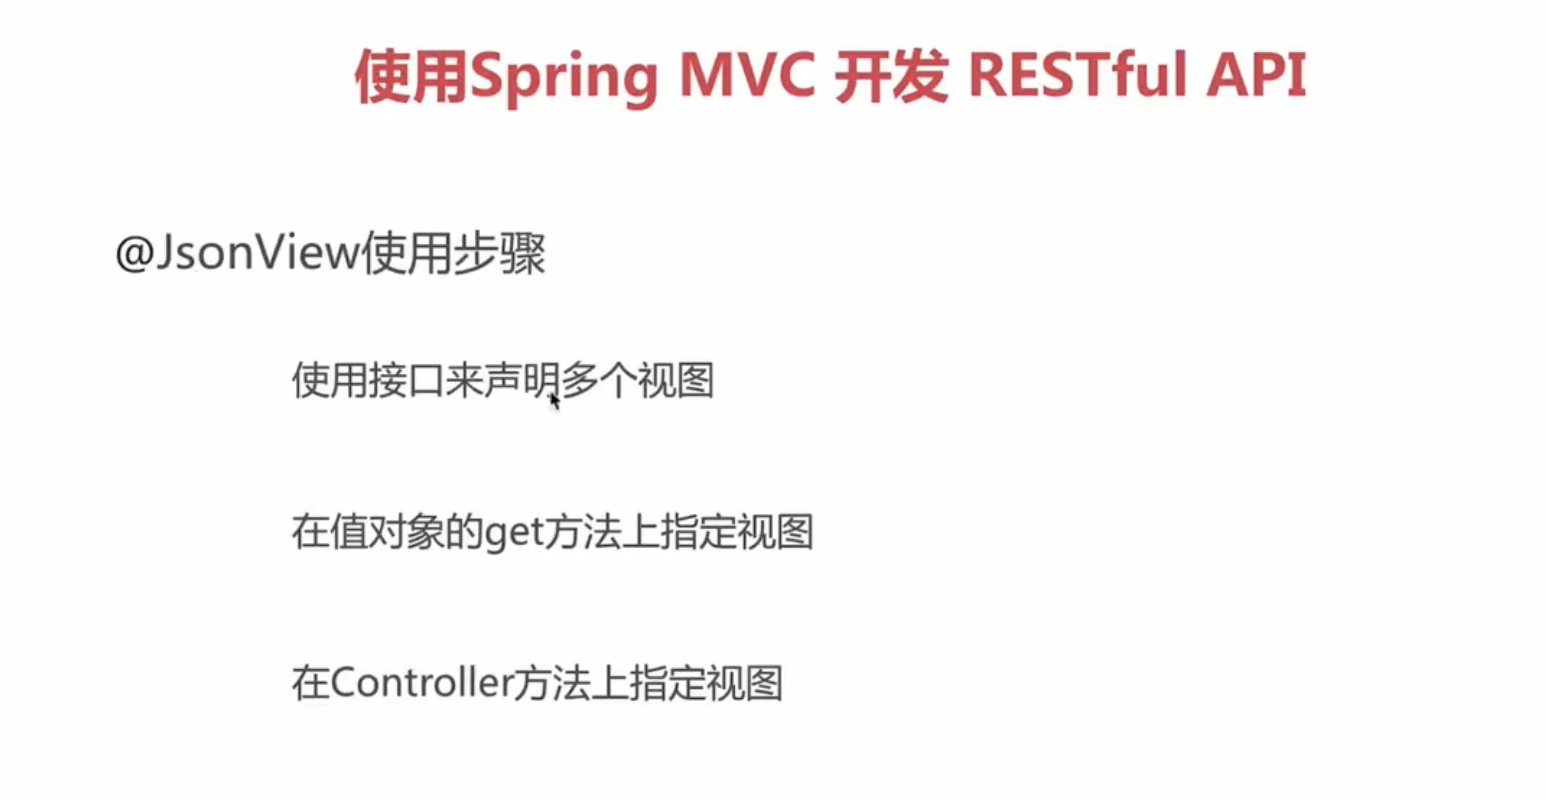 使用Spring MVC 开发 RESTful API
@JsonView使用步骤
使用接口来声明多个视图
在值对象的get方法上指定视图
在Controller方法上指定视图